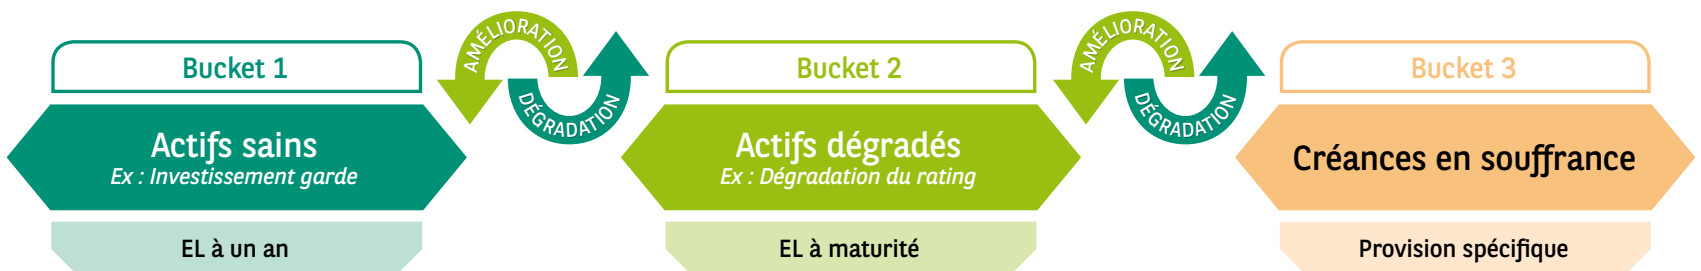 Bucket 1
AMÉLIORATION
DÉGRADATION
Bucket 2
AMÉLIORATION
DÉGRADATION
Bucket 3
Actifs sains
Ex : Investissement garde
Actifs dégradés
Ex : Dégradation du rating
Créances en souffrance
EL à un an
EL à maturité
Provision spécifique